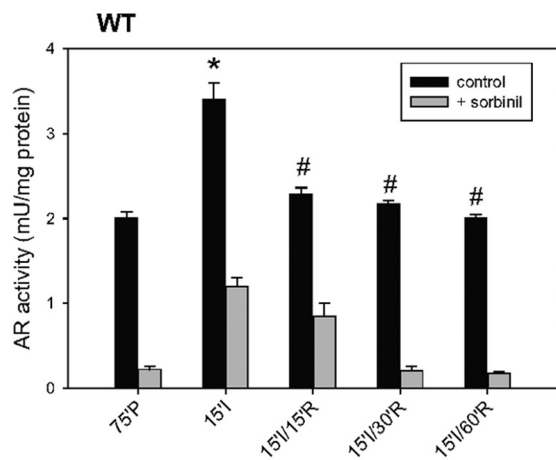 WT
AR activity (mU/mg protein)
4
3
2
1
0
control
+ sorbinil
*
#
#
#
75'P
15'I
15'I/15'R
15'I/30'R
15'I/60'R